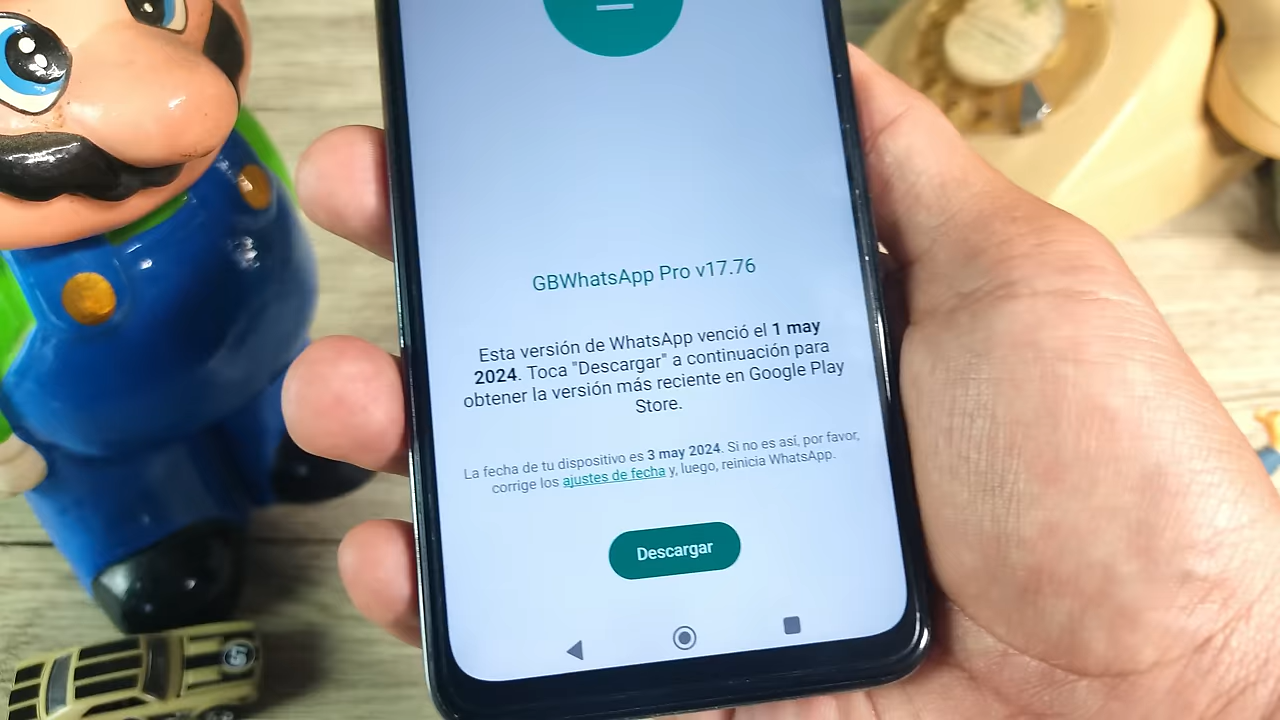 GBWhatsApp Pro v17.76
Esta versión de WhatsApp venció el 1 may
2024. Toca "Descargar" a continuación para
obtener la versión más reciente en Google Play
Store.
La fecha de tu dispositivo es 3 may 2024. Si no es así, por favor,
corrige los ajustes de fecha y, luego, reinicia WhatsApp.
Descargar